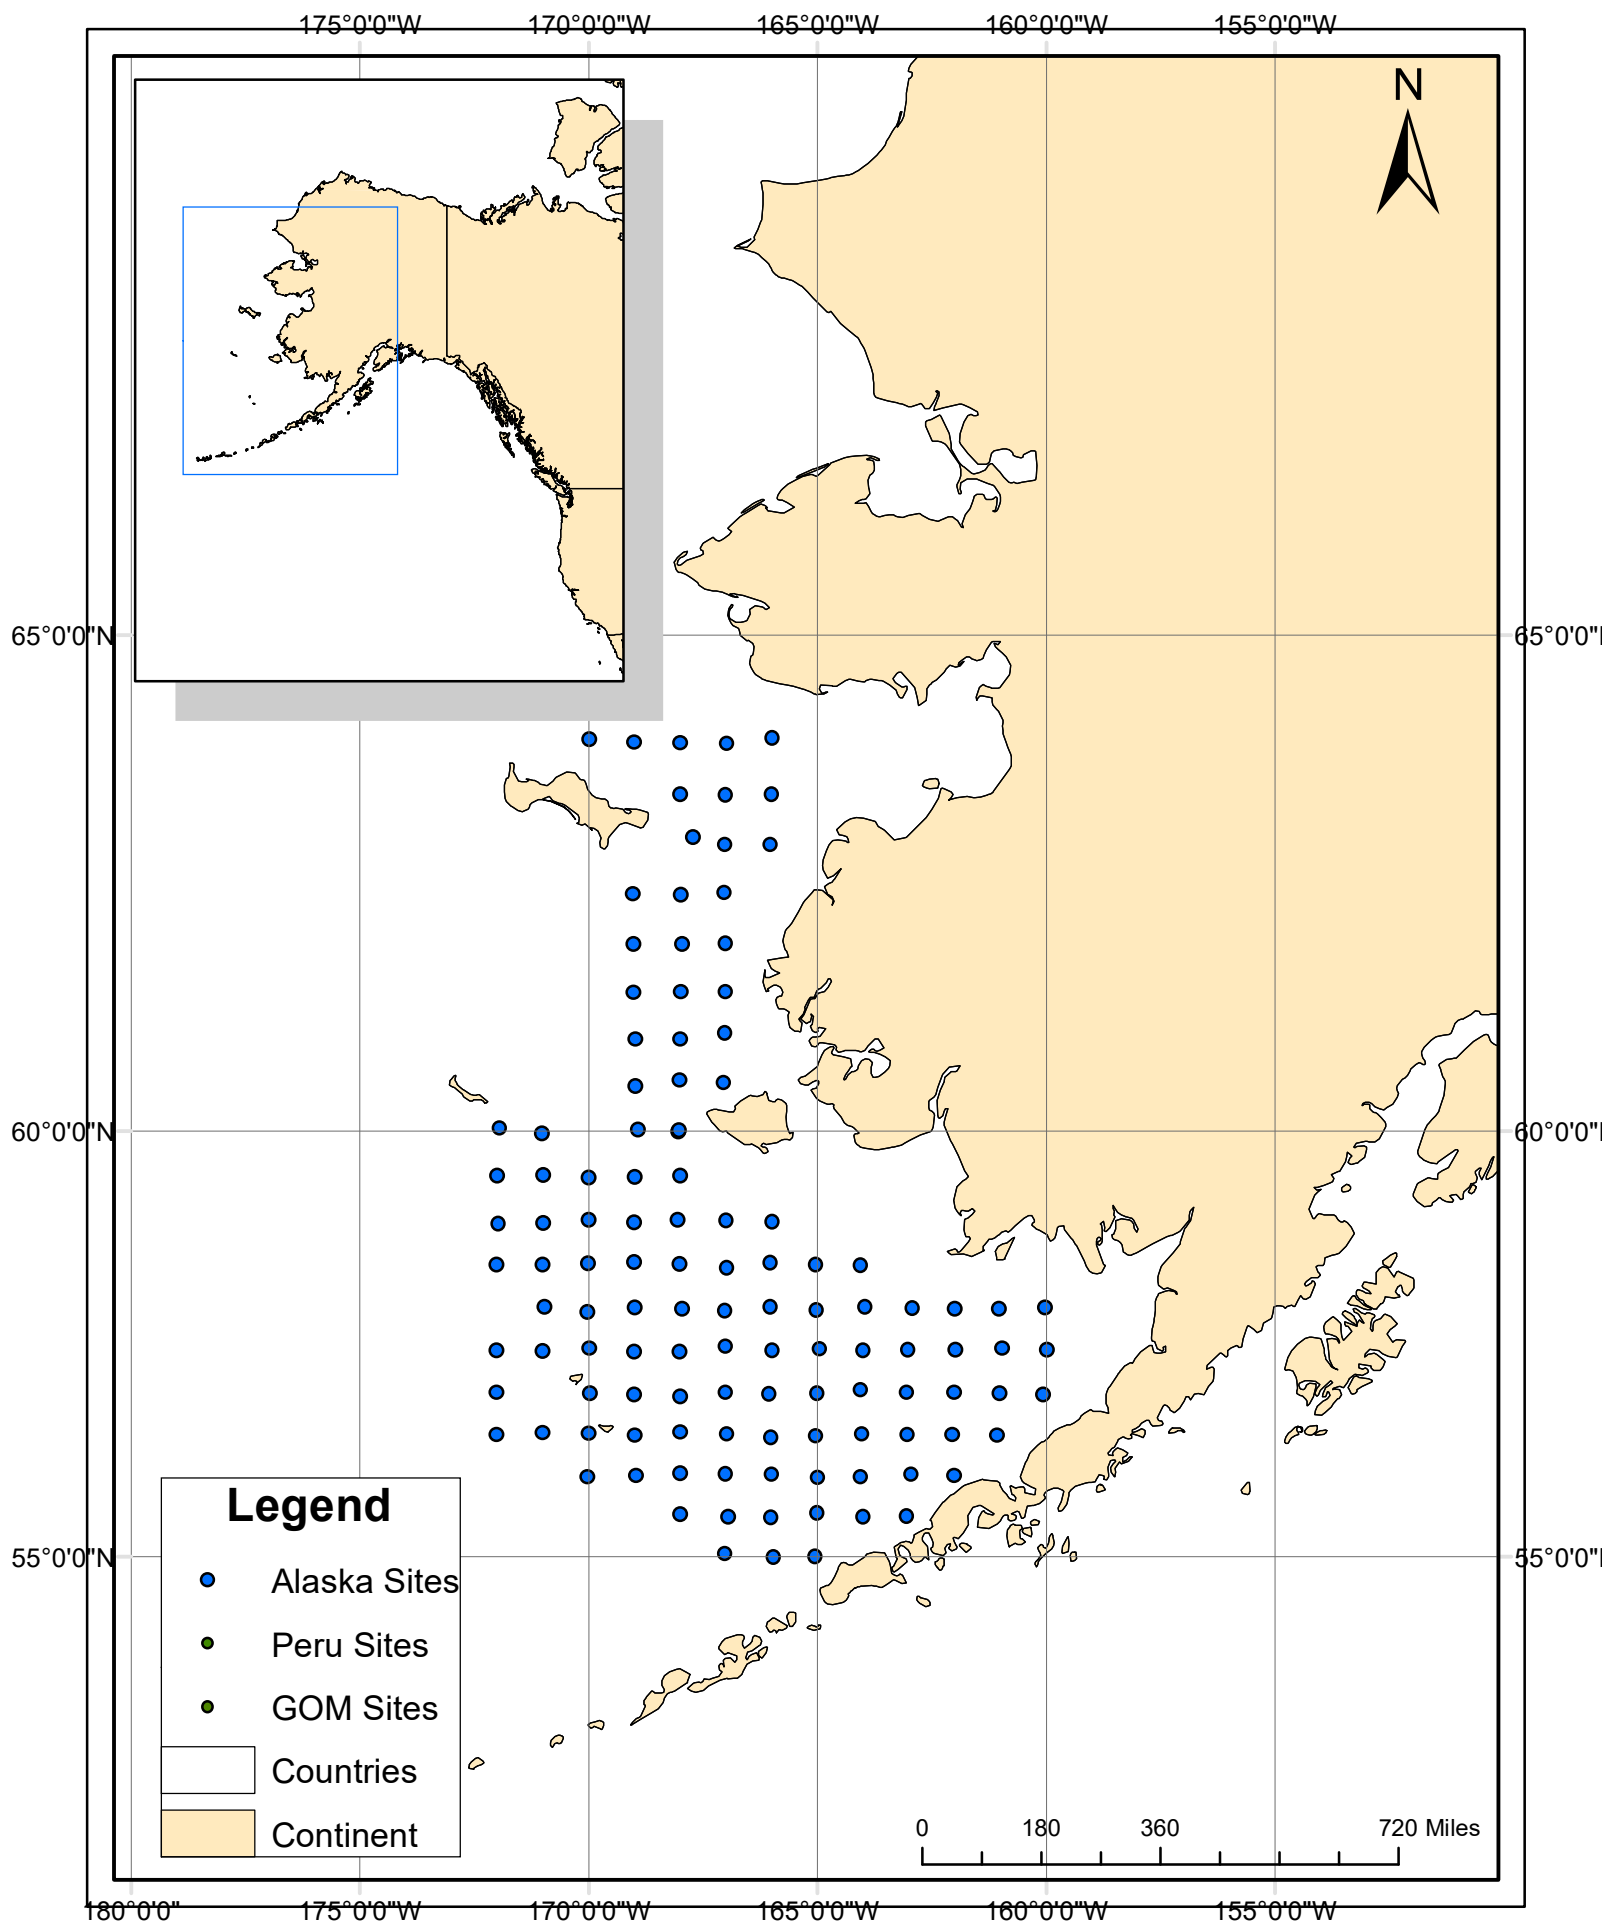 175°0'0"W 170°0'0"W 165°0'0"W 160°0'0"W 155°0'0"W
N
65°0'0"N 65°0'0"N
60°0'0"N 60°0'0"N
55°0'0"N 55°0'0"N
Legend
Alaska Sites
Peru Sites
GOM Sites
Countries
Continent
0 180 360 720 Miles
180°0'0" 175°0'0"W 170°0'0"W 165°0'0"W 160°0'0"W 155°0'0"W